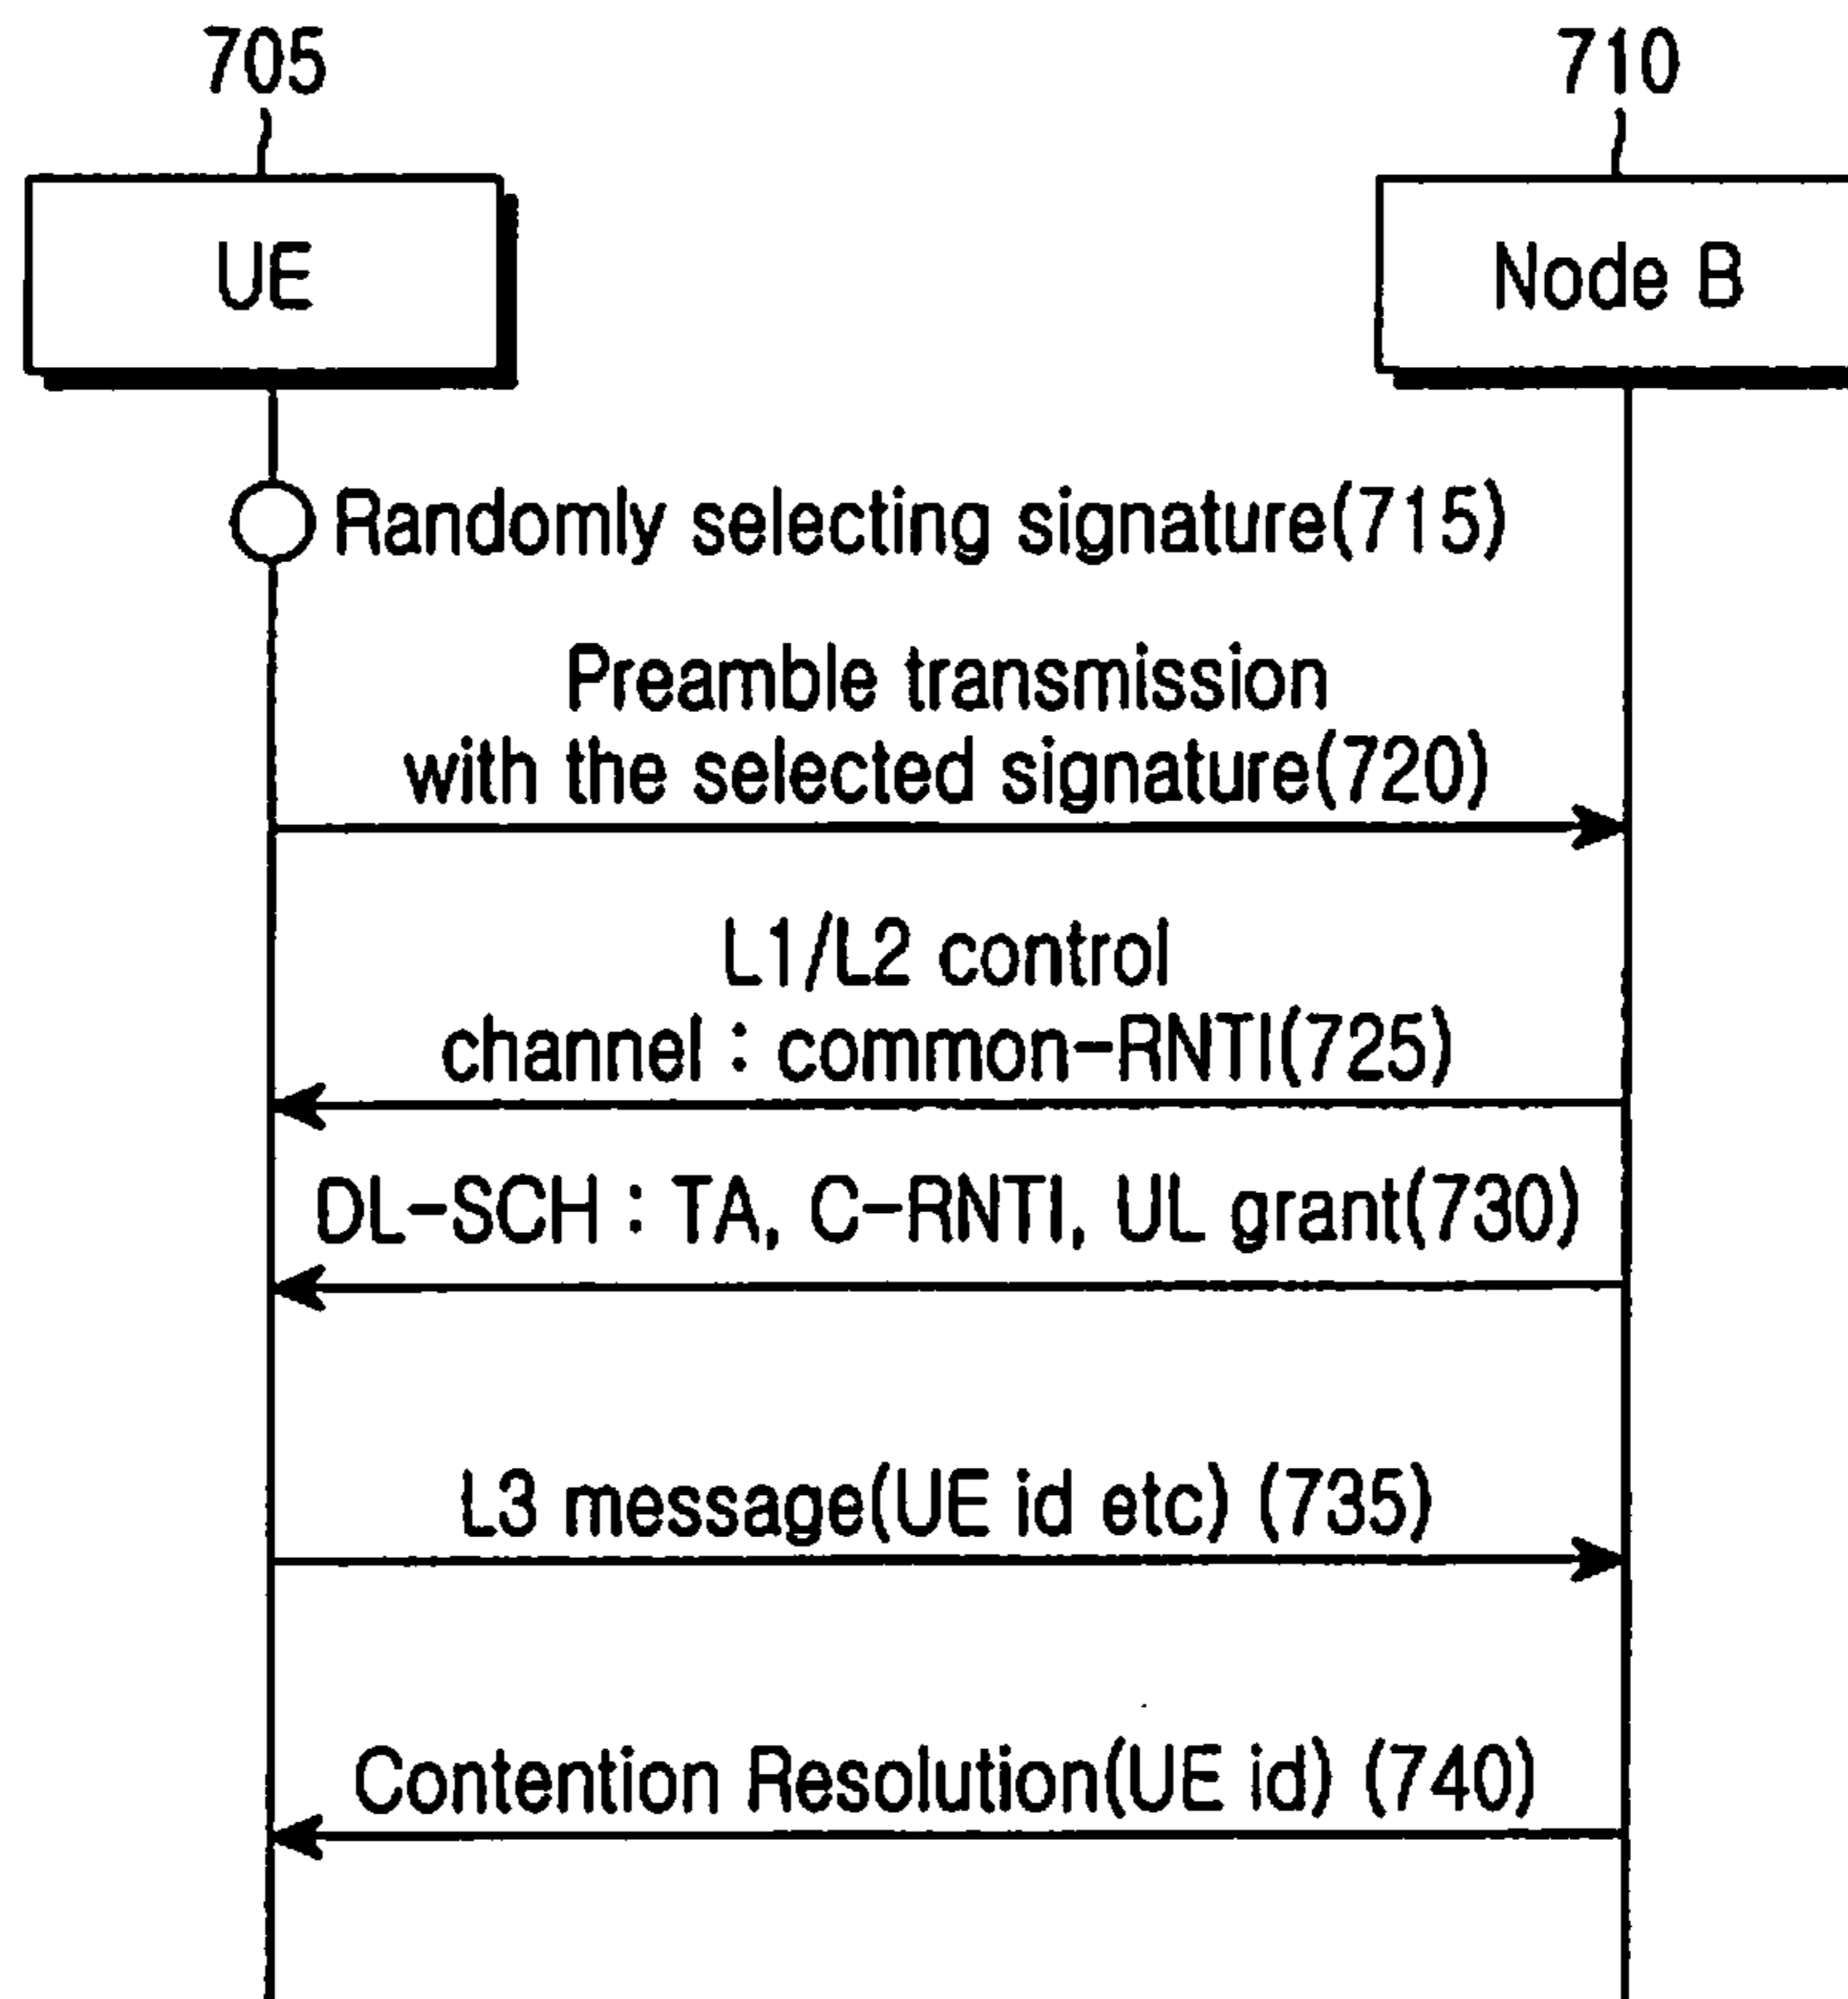 705
710
UE
Node B
Randomly selecting signature(715)
Preamble transmission
with the selected signature(720)
L1/L2 control
channel : common-RNTI(725)
DL-SCH : TA, C-RNTI, UL grant(730)
L3 message(UE id etc) (735)
Contention Resolution(UE id) (740)